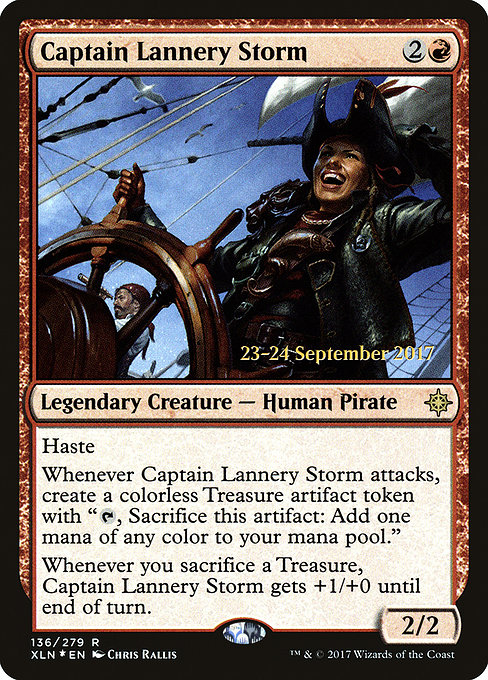 Captain Lannery Storm 2
23–24 September 2017
Legendary Creature — Human Pirate
Haste
Whenever Captain Lannery Storm attacks,
create a colorless Treasure artifact token
with “, Sacrifice this artifact: Add one
mana of any color to your mana pool.”
Whenever you sacrifice a Treasure,
Captain Lannery Storm gets +1/+0 until
end of turn.
2/2
136/279 R
XLN ★ EN Chris Rallis
™ & © 2017 Wizards of the Coast